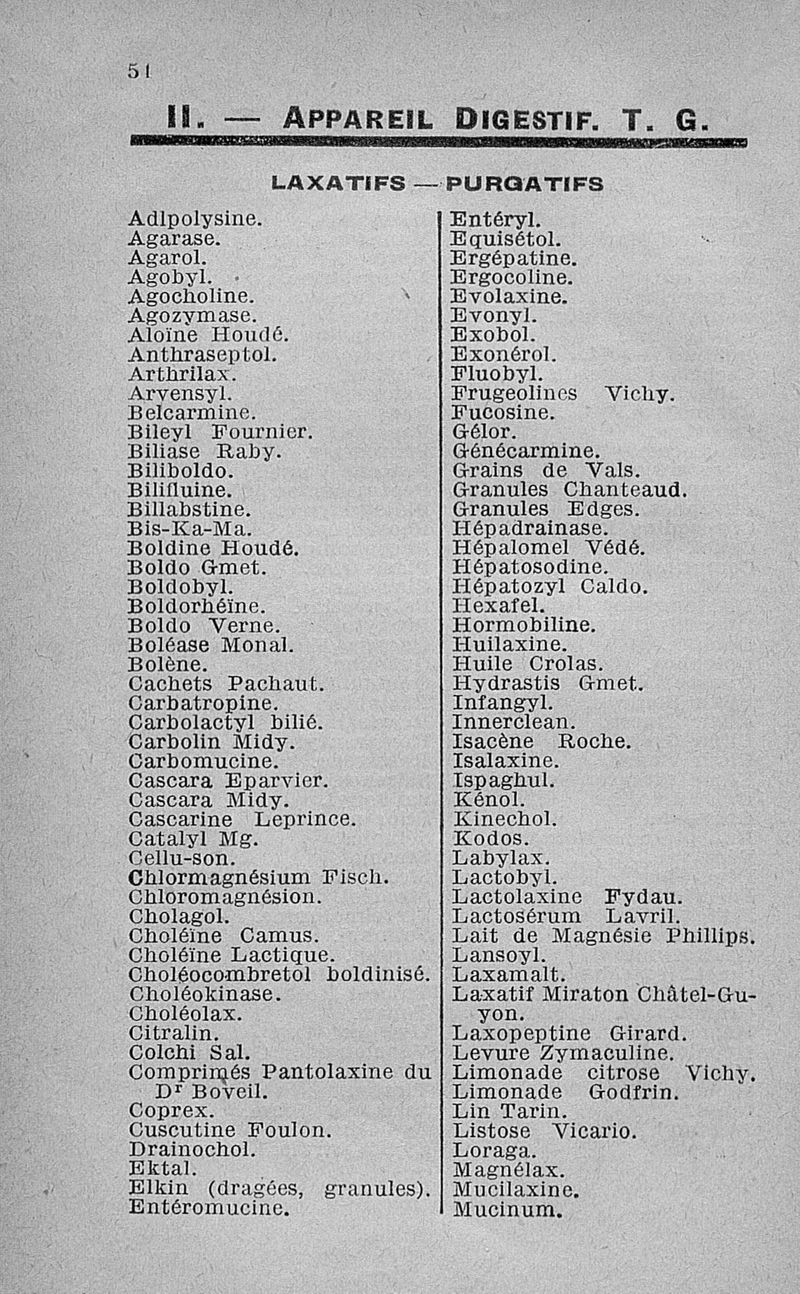 51
II. — APPAREIL DIGESTIF. T. G.
LAXATIFS — PURGATIFS
Adlpolysine.
Agarase.
Agarol.
Agobyl.
Agocholine.
Agozymase.
Aloïne Houdé.
Anthraseptol.
Arthrilax.
Arvensyl.
Belcarmine.
Bileyl Fournier.
Biliase Raby.
Biliboldo.
Bilifluine.
Billabstine.
Bis-Ka-Ma.
Boldine Houdé.
Boldo Gmet.
Boldobyl.
Boldorhéïne.
Boldo Verne.
Boléase Monal.
Bolène.
Cachets Pachaut.
Carbatropine.
Carbolactyl bilié.
Carbolin Midy.
Carbomucine.
Cascara Eparvier.
Cascara Midy.
Cascarine Leprince.
Catalyl Mg.
Cellu-son.
Chlormagnésium Fisch.
Chloromagnésion.
Cholagol.
Choléïne Camus.
Choléïne Lactique.
Choléocombretol boldinisé.
Choléokinase.
Choléolax.
Citralin.
Colchi Sal.
Comprimés Pantolaxine du
Dr Boveil.
Coprex.
Cuscutine Foulon.
Drainochol.
Ektal.
Elkin (dragées, granules).
Entéromucine.
Entéryl.
Equisétol.
Ergépatine.
Ergocoline.
Evolaxine.
Evonyl.
Exobol.
Exonérol.
Fluobyl.
Frugeolines Vichy.
Fucosine.
Gélor.
Génécarmine.
Grains de Vals.
Granules Chanteaud.
Granules Edges.
Hépadrainase.
Hépalomel Védé.
Hépatosodine.
Hépatozyl Caldo.
Hexafel.
Hormobiline.
Huilaxine.
Huile Crolas.
Hydrastis Gmet.
Infangyl.
Innerclean.
Isacène Roche.
Isalaxine.
Ispaghul.
Kénol.
Kinechol.
Kodos.
Labylax.
Lactobyl.
Lactolaxine Fydau.
Lactosérum Lavril.
Lait de Magnésie Phillips.
Lansoyl.
Laxamalt.
Laxatif Miraton Châtel-Gu-
yon.
Laxopeptine Girard.
Levure Zymaculine.
Limonade citrose Vichy.
Limonade Godfrin.
Lin Tarin.
Listose Vicario.
Loraga.
Magnélax.
Mucilaxine.
Mucinum.